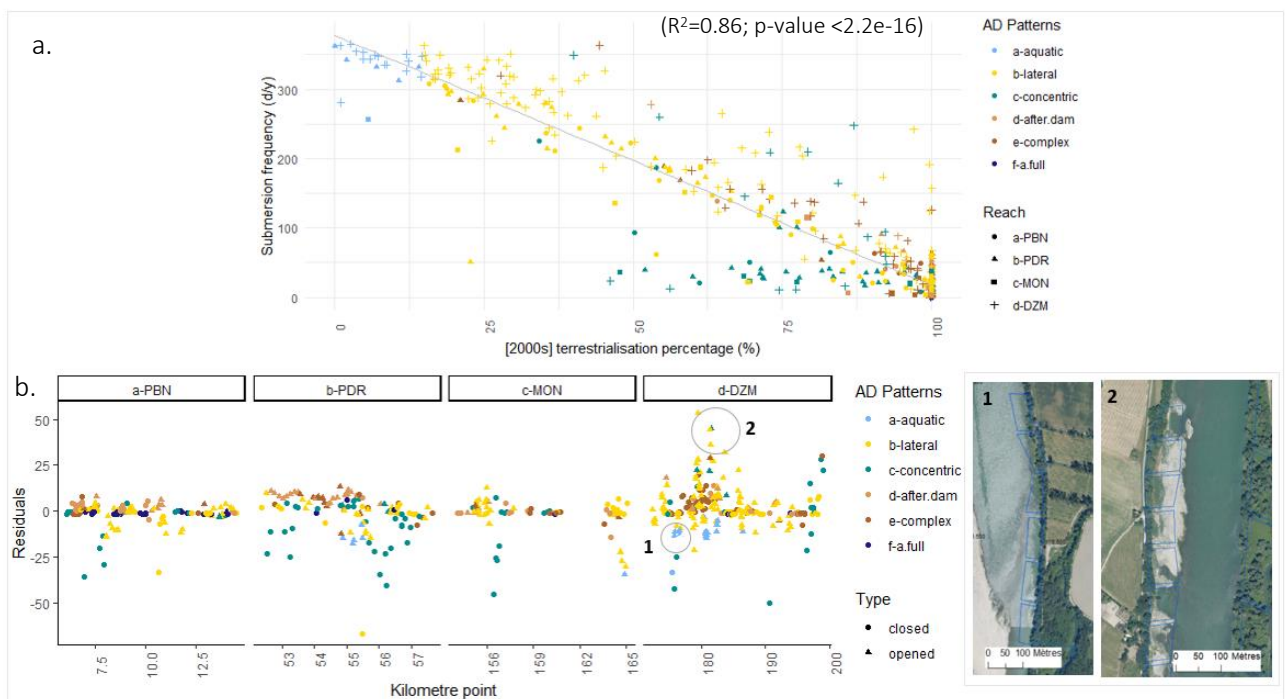 a.
(R²=0.86; p-value <2.2e-16)
Submersion frequency (d/y)
300
200
100
0
0
25
50
75
100
[2000s] terrestrialisation percentage (%)
AD Patterns
a-aquatic
b-lateral
c-concentric
d-after.dam
e-complex
f-a.full
Reach
a-PBN
b-PDR
c-MON
d-DZM
b.
a-PBN
b-PDR
c-MON
d-DZM
Residuals
50
25
0
-25
-50
2
1
7.5
10.0
12.5
53
54
55
56
57
156
159
162
165
180
190
200
Kilometre point
AD Patterns
a-aquatic
b-lateral
c-concentric
d-after.dam
e-complex
f-a.full
Type
closed
opened
1
0 50 100 Mètres
2
0 50 100 Mètres